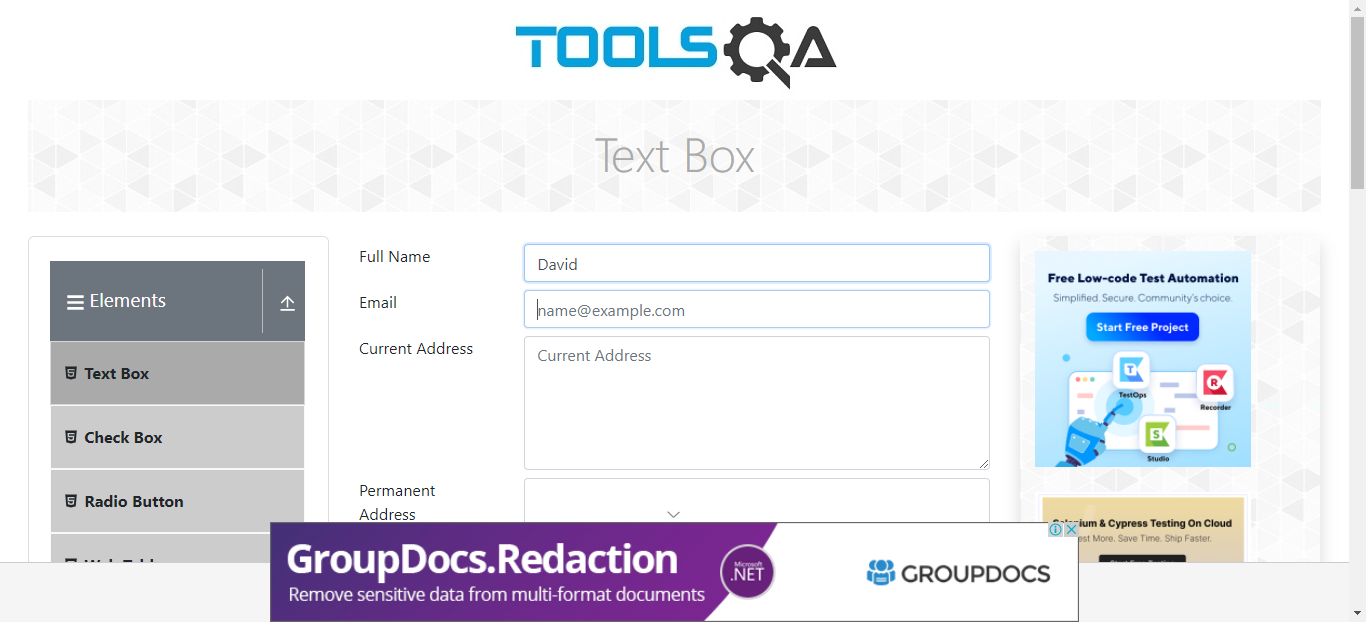 TOOLSQA
Text Box
Elements
Text Box
Check Box
Radio Button
Full Name
David
Email
name@example.com
Current Address
Current Address
Permanent
Address
Free Low-code Test Automation
Simplified. Secure. Community's choice.
Start Free Project
T
TestOps
R
Recorder
S
Studio
& Cypress Testing On Cloud
More. Save Time. Ship Faster.
GroupDocs.Redaction
Remove sensitive data from multi-format documents
Microsoft
.NET
GROUPDOCS